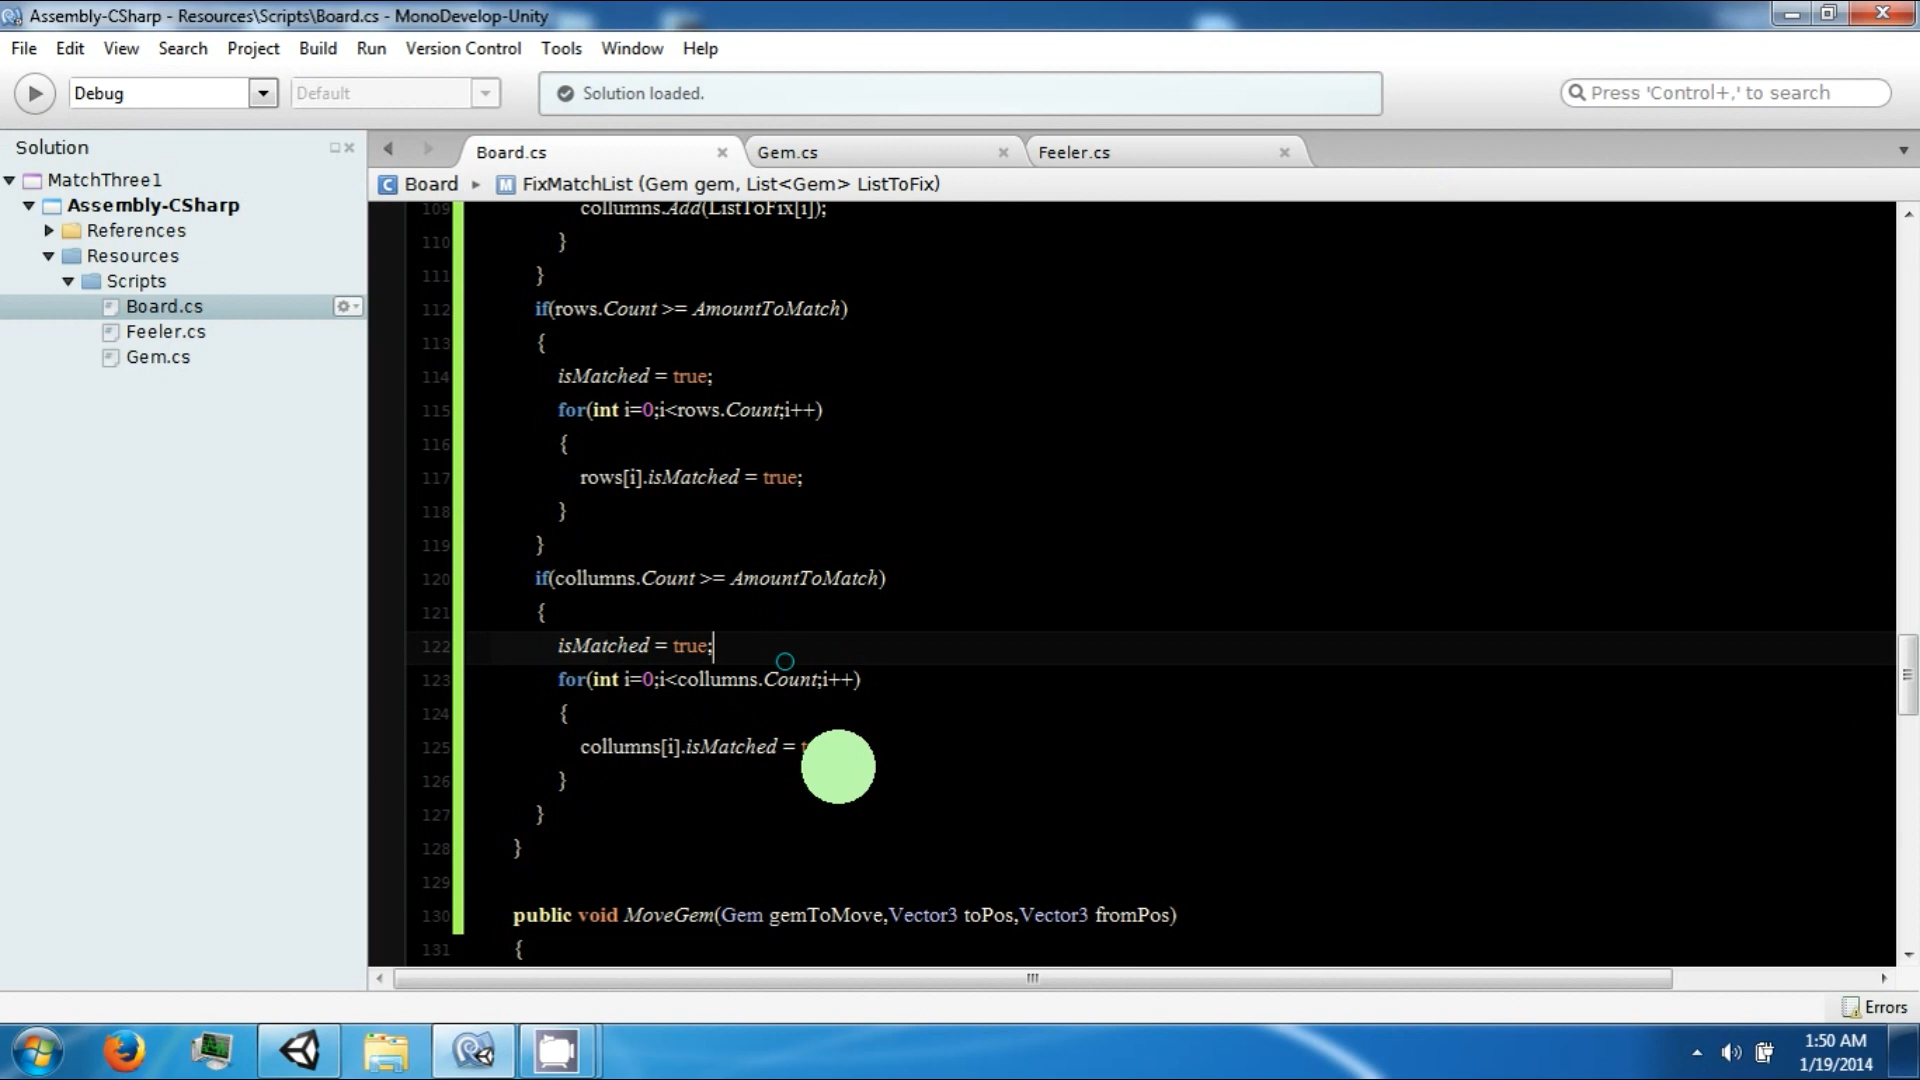 Assembly-CSharp - Resources\Scripts\Board.cs - MonoDevelop-Unity
File Edit View Search Project Build Run Version Control Tools Window Help
Debug Default Solution loaded. Press 'Control+,' to search
Solution
MatchThree1
Assembly-CSharp
References
Resources
Scripts
Board.cs
Feeler.cs
Gem.cs
Board.cs Gem.cs Feeler.cs
Board FixMatchList (Gem gem, List<Gem> ListToFix)
109 collumns.Add(ListToFix[i]);
110 }
111 }
112 if(rows.Count >= AmountToMatch)
113 {
114 isMatched = true;
115 for(int i=0;i<rows.Count;i++)
116 {
117 rows[i].isMatched = true;
118 }
119 }
120 if(collumns.Count >= AmountToMatch)
121 {
122 isMatched = true;
123 for(int i=0;i<collumns.Count;i++)
124 {
125 collumns[i].isMatched =
126 }
127 }
128 }
129
130 public void MoveGem(Gem gemToMove,Vector3 toPos,Vector3 fromPos)
131 {
Errors
1:50 AM
1/19/2014